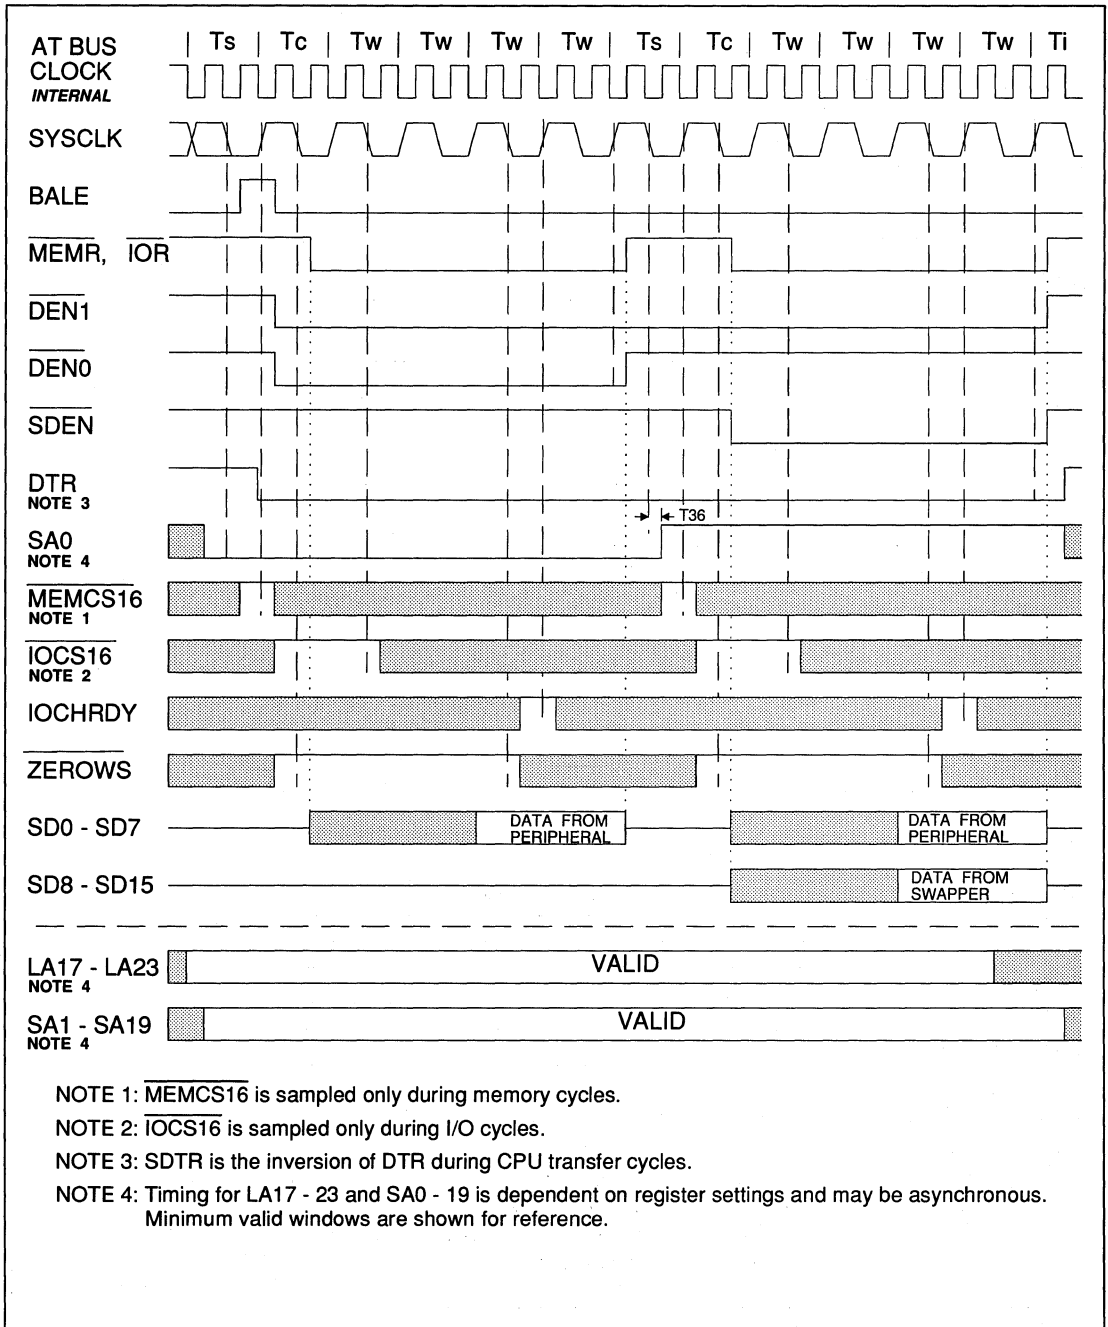 AT BUS | Ts | Tc | Tw | Tw | Tw | Tw | Ts | Tc | Tw | Tw | Tw | Tw | Ti
CLOCK
INTERNAL
SYSCLK
BALE
MEMR, IOR
DEN1
DEN0
SDEN
DTR
NOTE 3
T36
SA0
NOTE 4
MEMCS16
NOTE 1
IOCS16
NOTE 2
IOCHRDY
ZEROWS
SD0 - SD7
DATA FROM
PERIPHERAL
DATA FROM
PERIPHERAL
SD8 - SD15
DATA FROM
SWAPPER
LA17 - LA23
NOTE 4
VALID
SA1 - SA19
NOTE 4
VALID
NOTE 1: MEMCS16 is sampled only during memory cycles.
NOTE 2: IOCS16 is sampled only during I/O cycles.
NOTE 3: SDTR is the inversion of DTR during CPU transfer cycles.
NOTE 4: Timing for LA17 - 23 and SA0 - 19 is dependent on register settings and may be asynchronous.
Minimum valid windows are shown for reference.